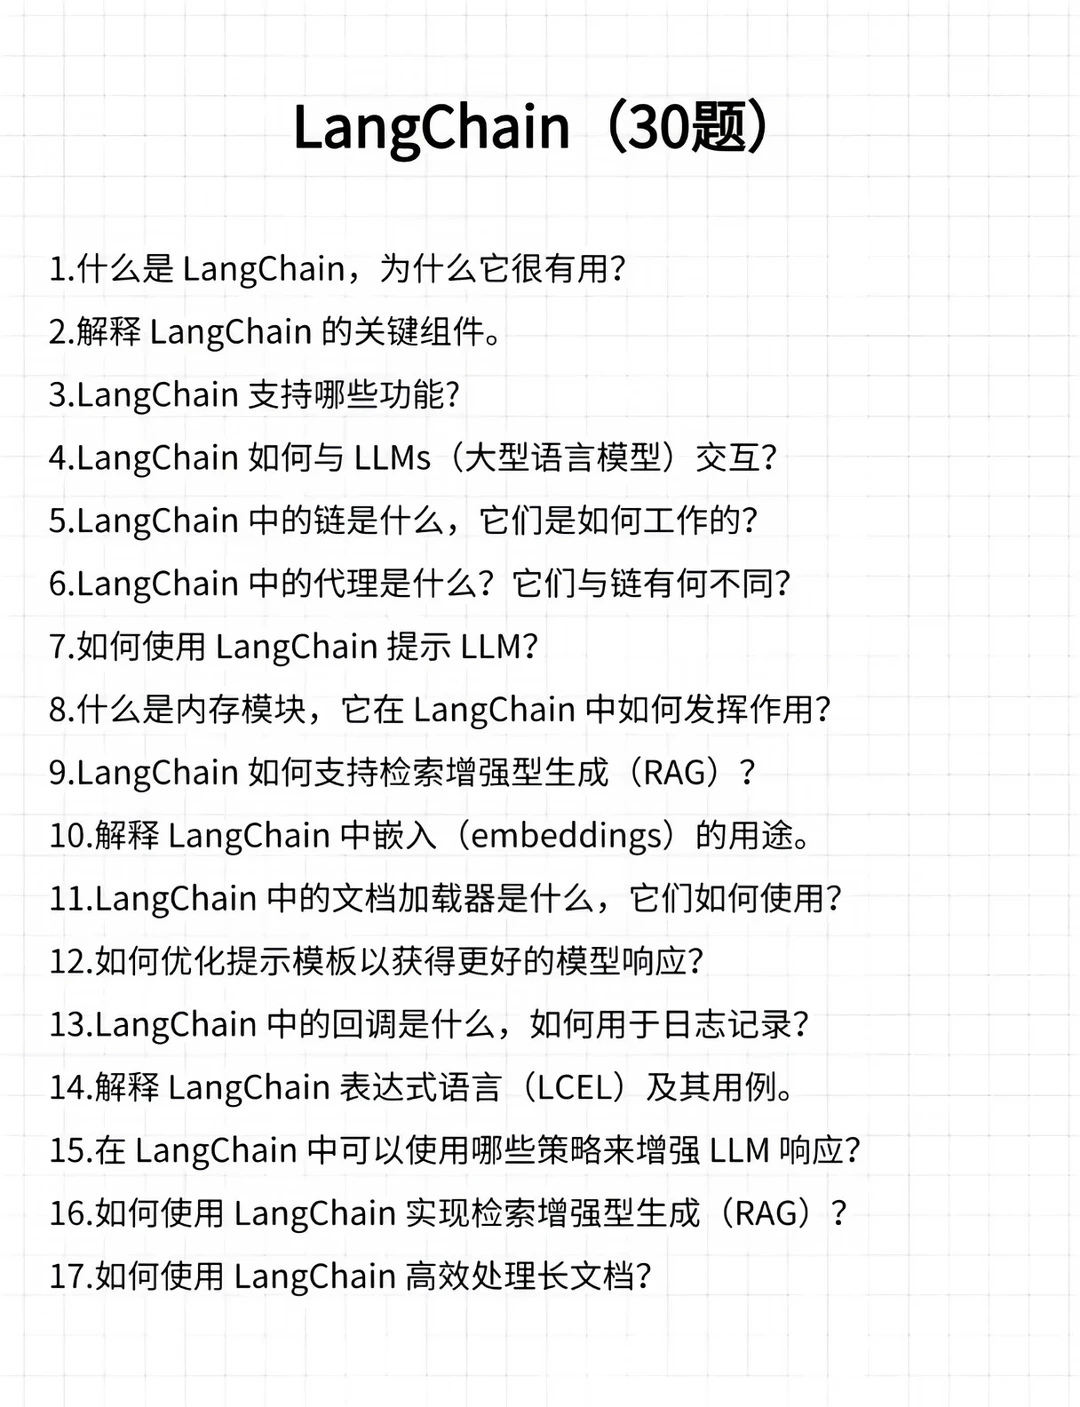 LangChain（30题）
1.什么是 LangChain，为什么它很有用？
2.解释 LangChain 的关键组件。
3.LangChain 支持哪些功能?
4.LangChain 如何与 LLMs（大型语言模型）交互？
5.LangChain 中的链是什么，它们是如何工作的？
6.LangChain 中的代理是什么？它们与链有何不同？
7.如何使用 LangChain 提示 LLM？
8.什么是内存模块，它在 LangChain 中如何发挥作用？
9.LangChain 如何支持检索增强型生成（RAG）？
10.解释 LangChain 中嵌入（embeddings）的用途。
11.LangChain 中的文档加载器是什么，它们如何使用？
12.如何优化提示模板以获得更好的模型响应？
13.LangChain 中的回调是什么，如何用于日志记录？
14.解释 LangChain 表达式语言（LCEL）及其用例。
15.在 LangChain 中可以使用哪些策略来增强 LLM 响应？
16.如何使用 LangChain 实现检索增强型生成（RAG）？
17.如何使用 LangChain 高效处理长文档？